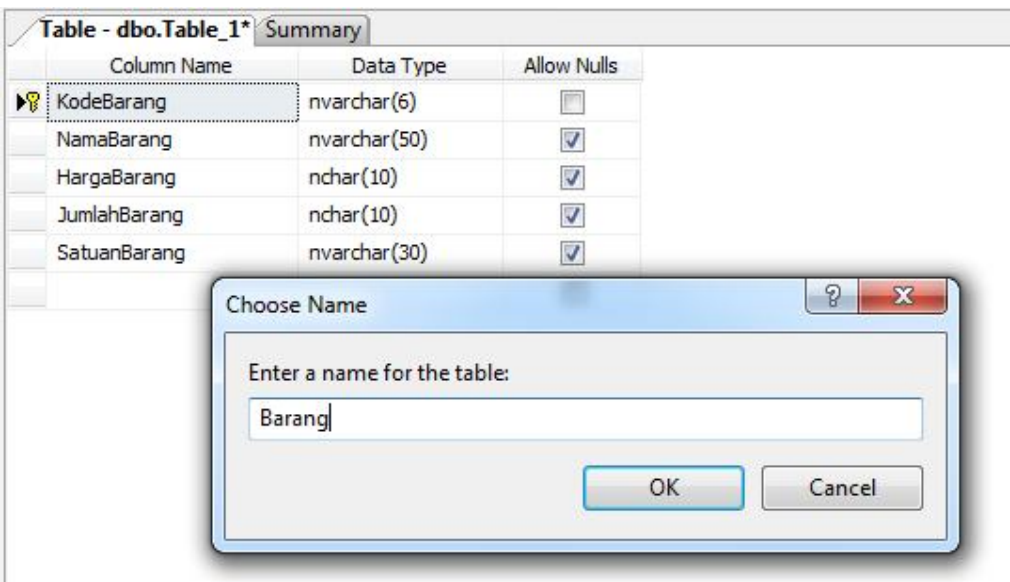 Table - dbo.Table_1* Summary
Column Name Data Type Allow Nulls
KodeBarang nvarchar(6)
NamaBarang nvarchar(50)
HargaBarang nchar(10)
JumlahBarang nchar(10)
SatuanBarang nvarchar(30)
Choose Name
Enter a name for the table:
Barang
OK Cancel